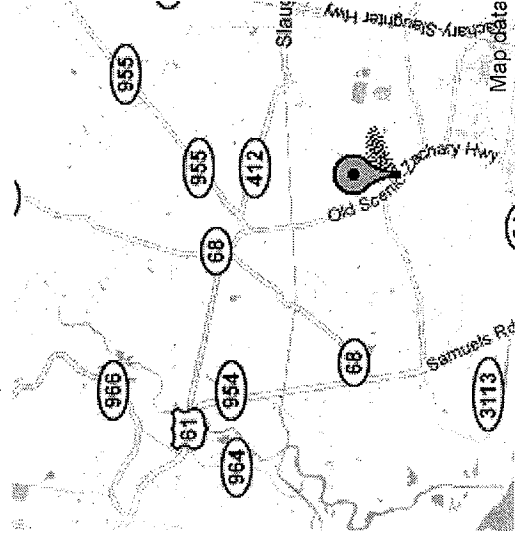 955
966
955
412
68
61
954
964
68
3113
Slaug
Zachary-Slaughter Hwy
Old Scenic-Zachary Hwy
Samuels Rd
Map data